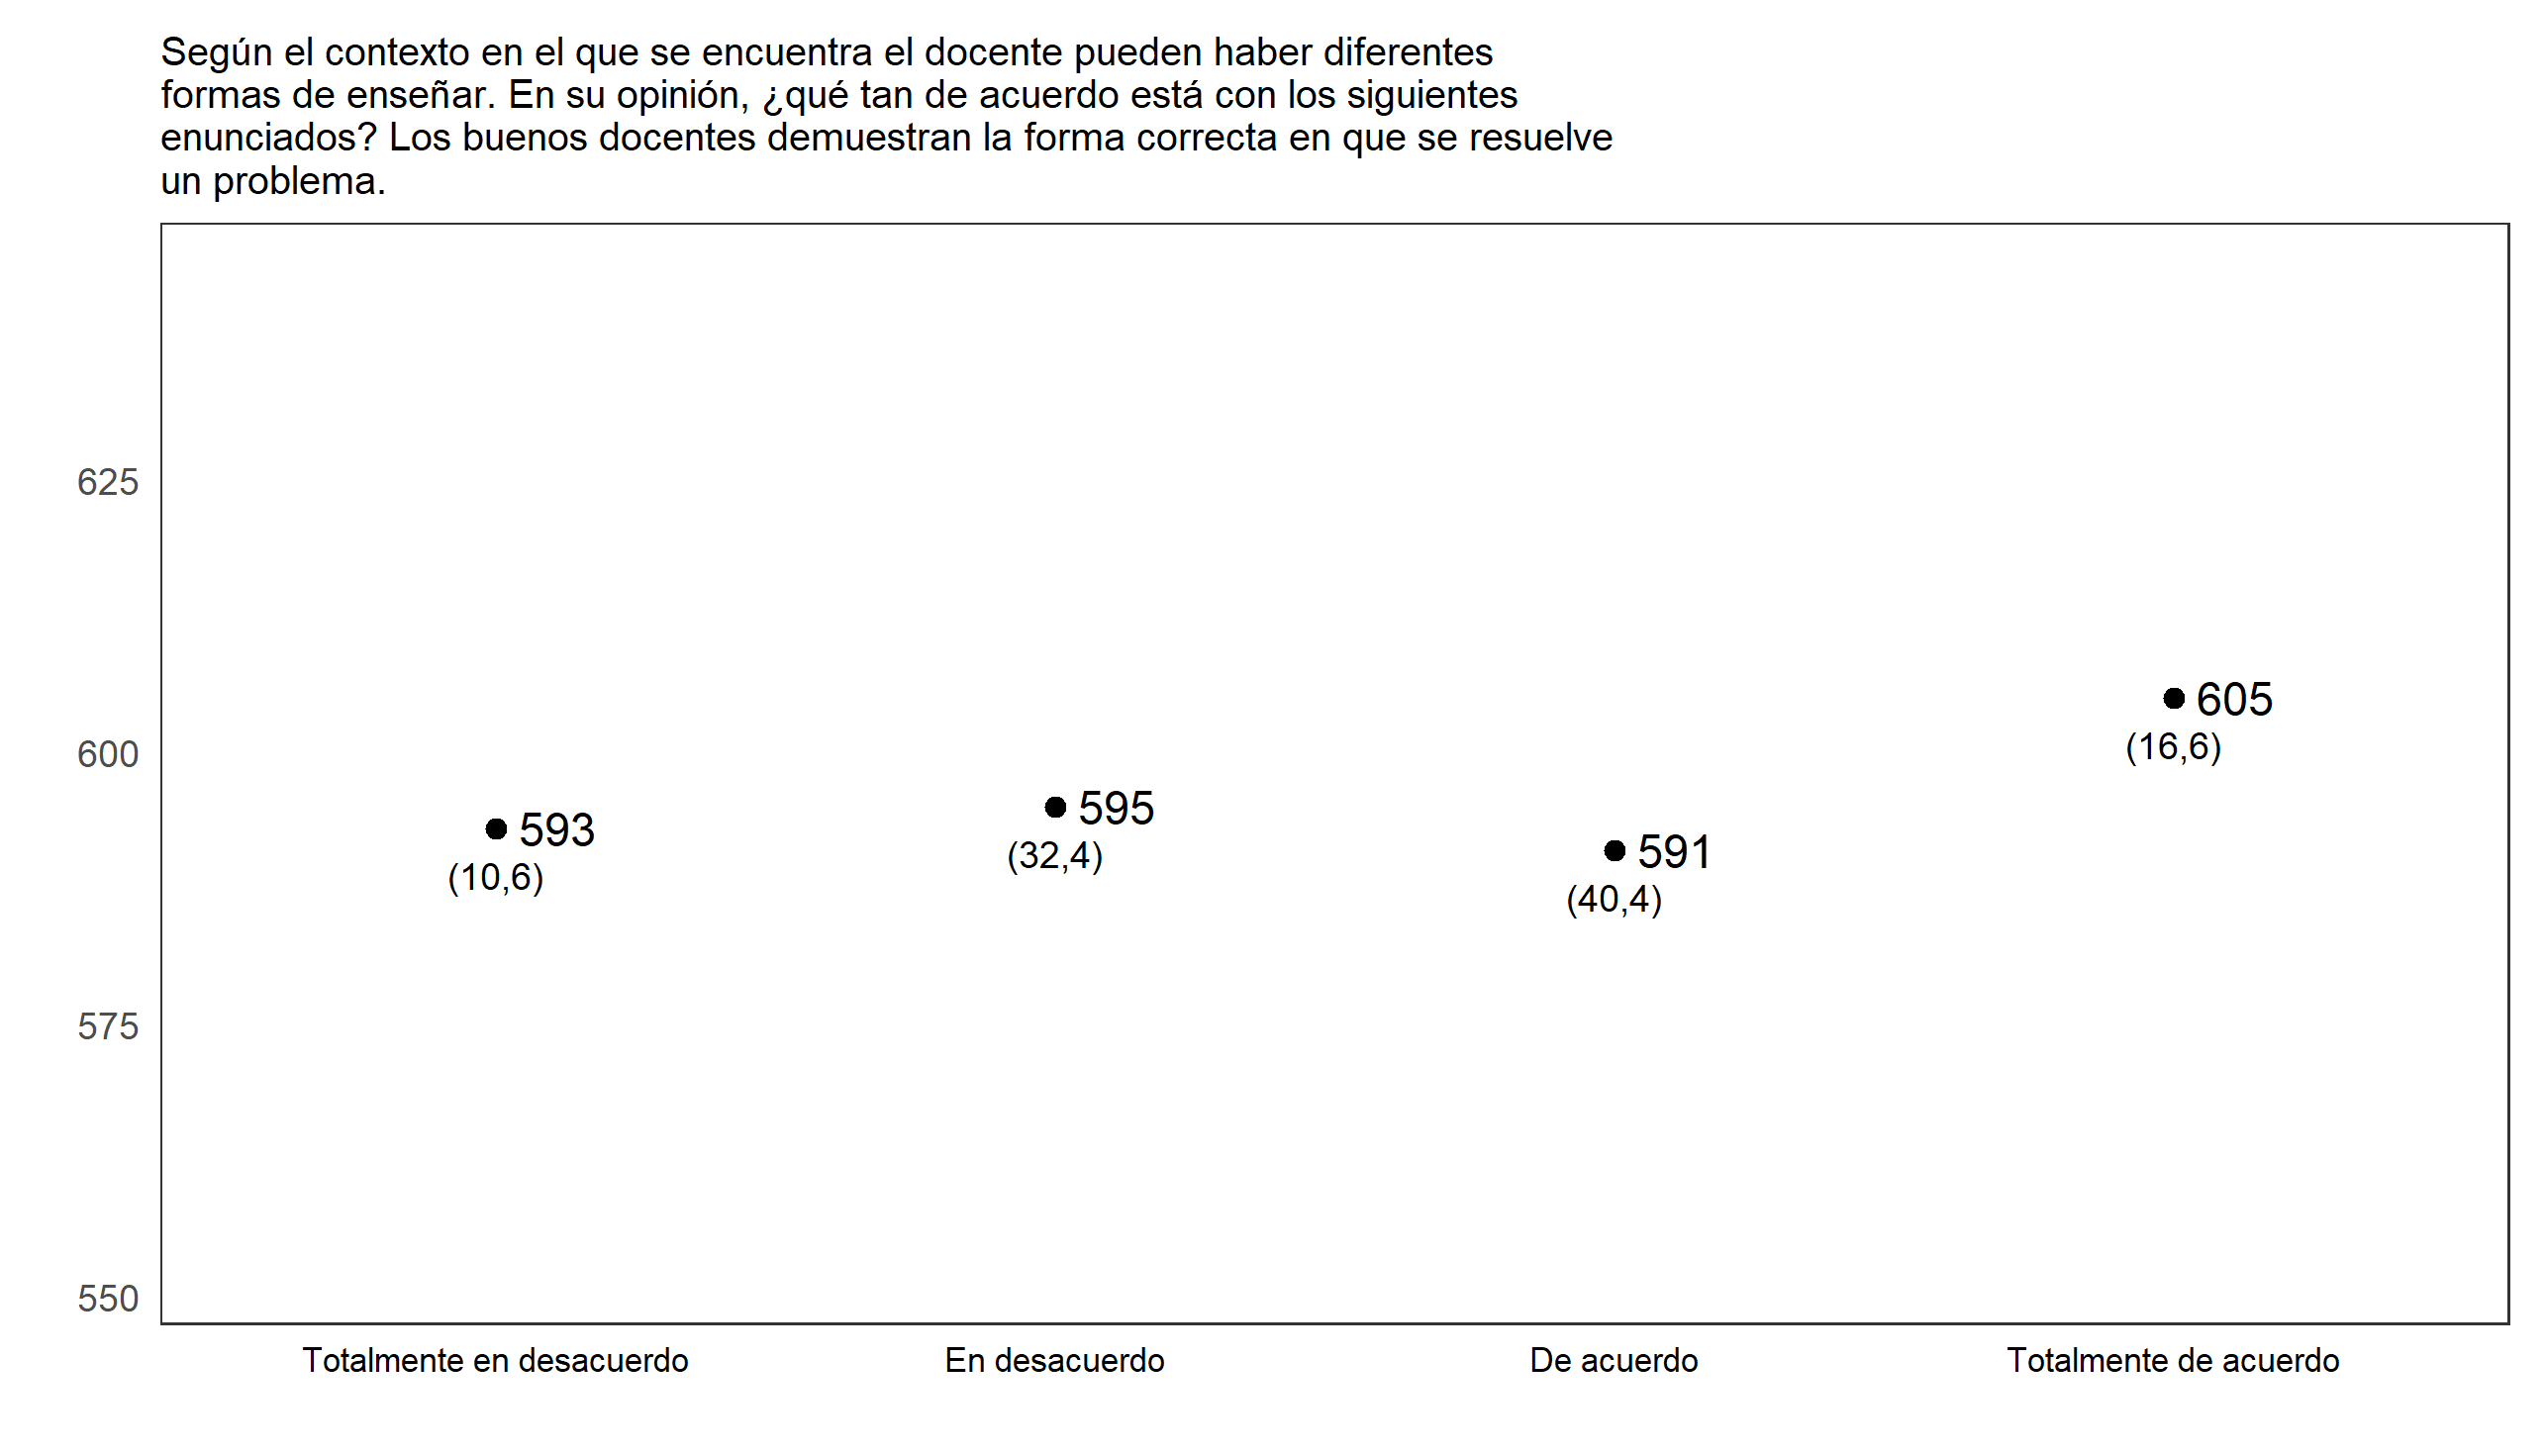 Según el contexto en el que se encuentra el docente pueden haber diferentes
formas de enseñar. En su opinión, ¿qué tan de acuerdo está con los siguientes
enunciados? Los buenos docentes demuestran la forma correcta en que se resuelve
un problema.
625
600
575
550
593
(10,6)
595
(32,4)
591
(40,4)
605
(16,6)
Totalmente en desacuerdo
En desacuerdo
De acuerdo
Totalmente de acuerdo